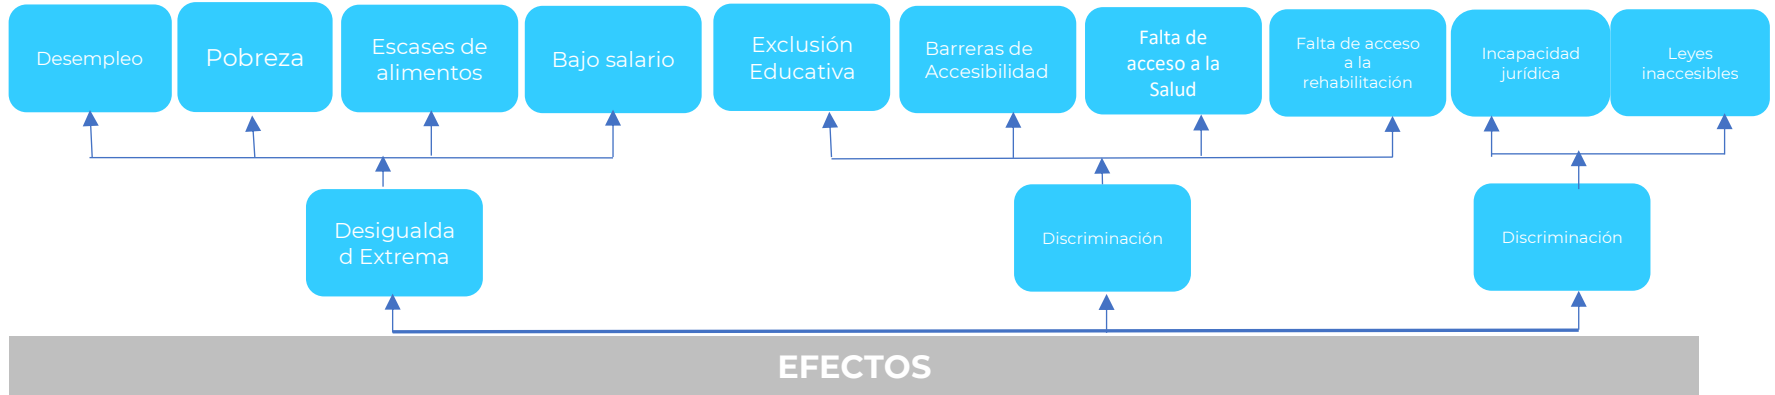 Desempleo
Pobreza
Escases de
alimentos
Bajo salario
Exclusión
Educativa
Barreras de
Accesibilidad
Falta de
acceso a la
Salud
Falta de acceso
a la
rehabilitación
Incapacidad
jurídica
Leyes
inaccesibles
Desigualda
d Extrema
Discriminación
Discriminación
EFECTOS